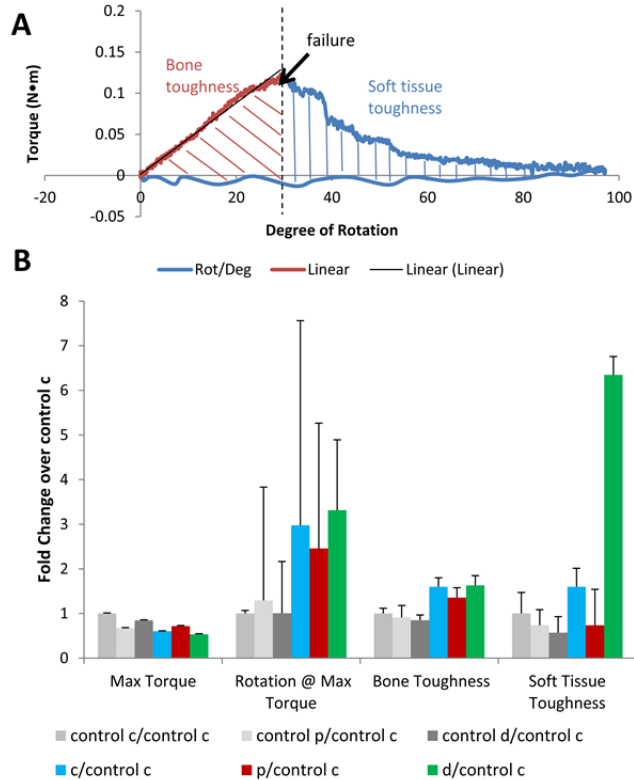 A
0.2
0.15
0.1
0.05
0
-0.05
Torque (N•m)
Bone
toughness
failure
Soft tissue
toughness
-20
0
20
40
60
80
100
Degree of Rotation
Rot/Deg
Linear
Linear (Linear)
B
8
7
6
5
4
3
2
1
0
Fold Change over control c
Max Torque
Rotation @ Max
Torque
Bone Toughness
Soft Tissue
Toughness
control c/control c
control p/control c
control d/control c
c/control c
p/control c
d/control c